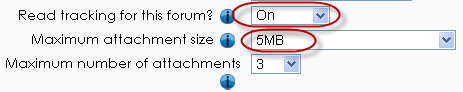 Read tracking for this forum? On
Maximum attachment size 5MB
Maximum number of attachments 3